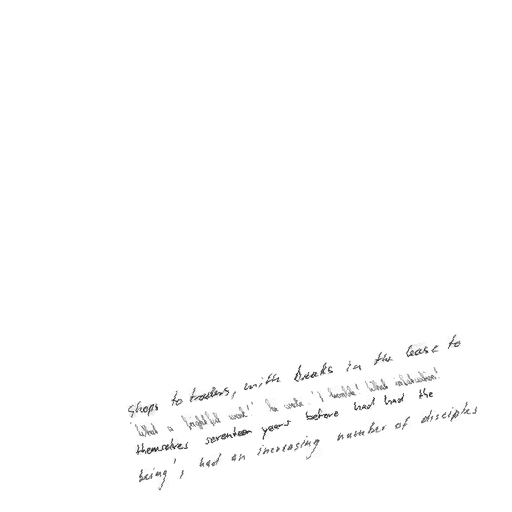 shops to traders, with breaks in the lease to
'What a frightful week!' he wrote. 'I tremble! What infatuation!
themselves seventeen years before had had the
being', had an increasing number of disciples